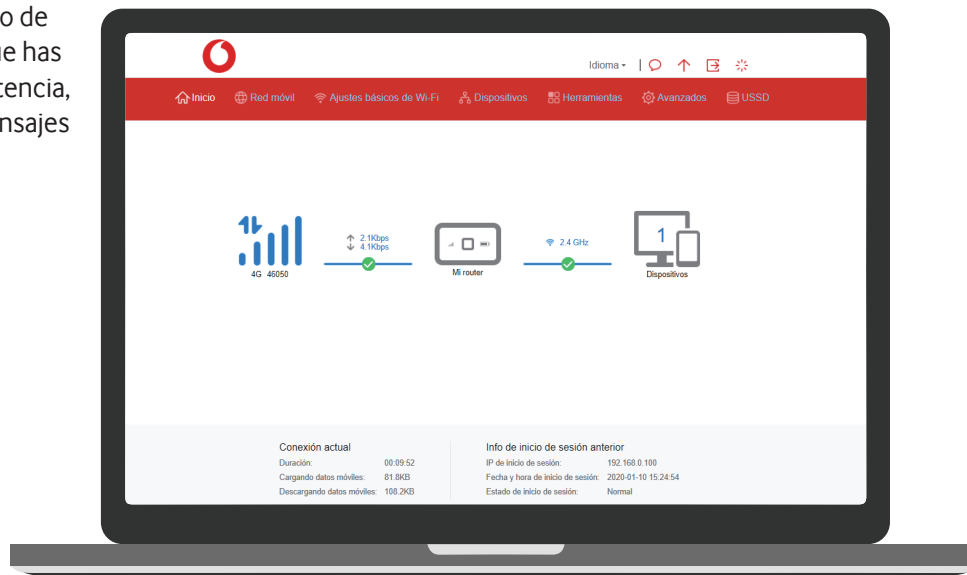 o de
e has
tencia,
nsajes
Idioma
Inicio Red móvil Ajustes básicos de Wi-Fi Dispositivos Herramientas Avanzados USSD
2.1Kbps
4.1Kbps
2.4 GHz
1
4G 46050
Mi router
Dispositivos
Conexión actual
Duración: 00:09:52
Cargando datos móviles: 81.8KB
Descargando datos móviles: 108.2KB
Info de inicio de sesión anterior
IP de inicio de sesión: 192.168.0.100
Fecha y hora de inicio de sesión: 2020-01-10 15:24:54
Estado de inicio de sesión: Normal